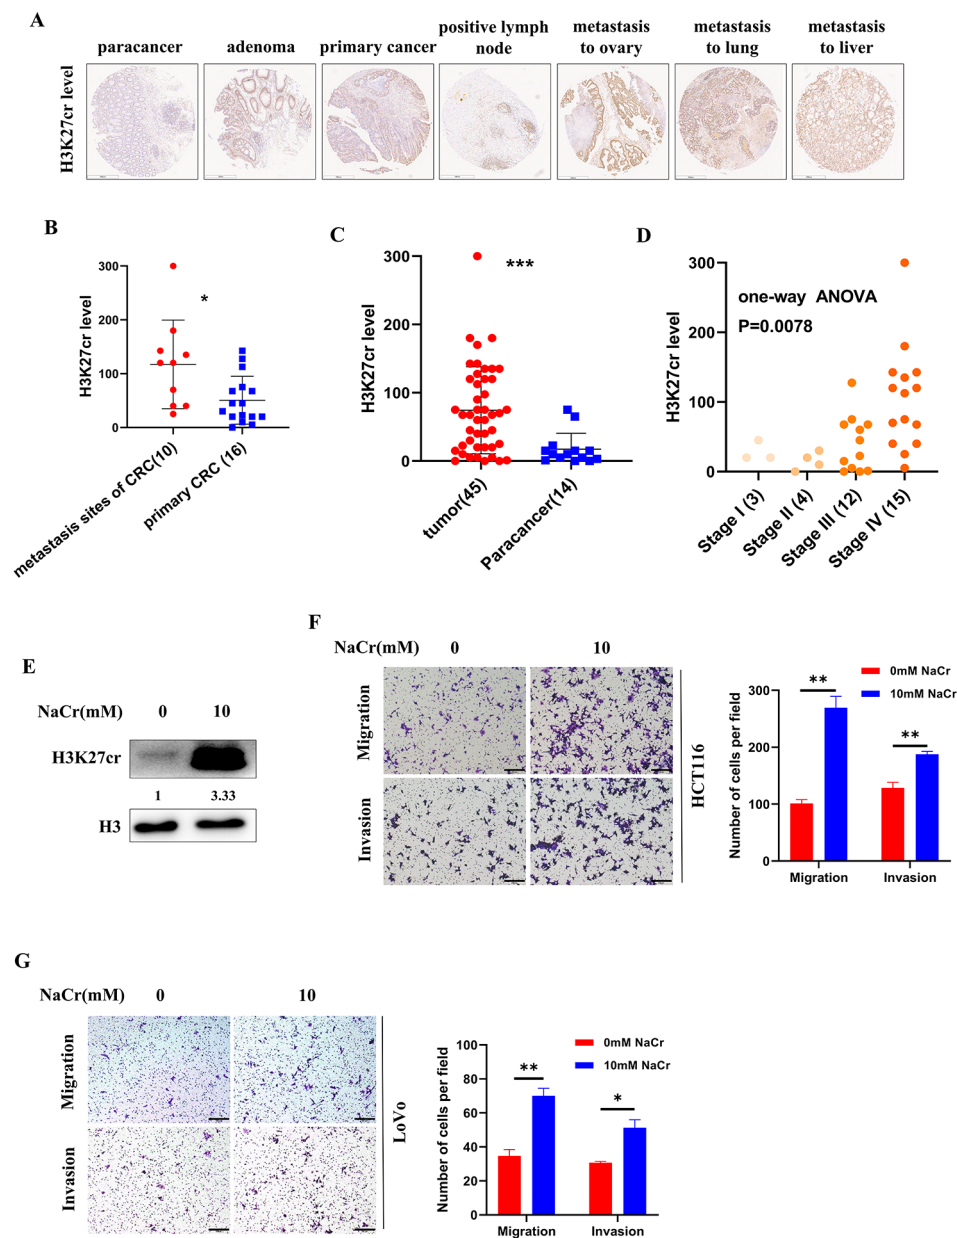 A
paracancer
adenoma
primary cancer
positive lymph
node
metastasis
to ovary
metastasis
to lung
metastasis
to liver
H3K27cr level
B
H3K27cr level
300
200
100
0
*
metastasis sites of CRC(10)
primary CRC (16)
C
H3K27cr level
300
200
100
0
***
tumor(45)
Paracancer(14)
D
H3K27cr level
300
200
100
0
one-way ANOVA
P=0.0078
Stage I (3)
Stage II (4)
Stage III (12)
Stage IV (15)
E
NaCr(mM) 0 10
H3K27cr
1 3.33
H3
F
NaCr(mM) 0 10
Migration
Invasion
HCT116
Number of cells per field
300
200
100
0
0mM NaCr
10mM NaCr
**
**
Migration
Invasion
G
NaCr(mM) 0 10
Migration
Invasion
LoVo
Number of cells per field
100
80
60
40
20
0
0mM NaCr
10mM NaCr
**
*
Migration
Invasion